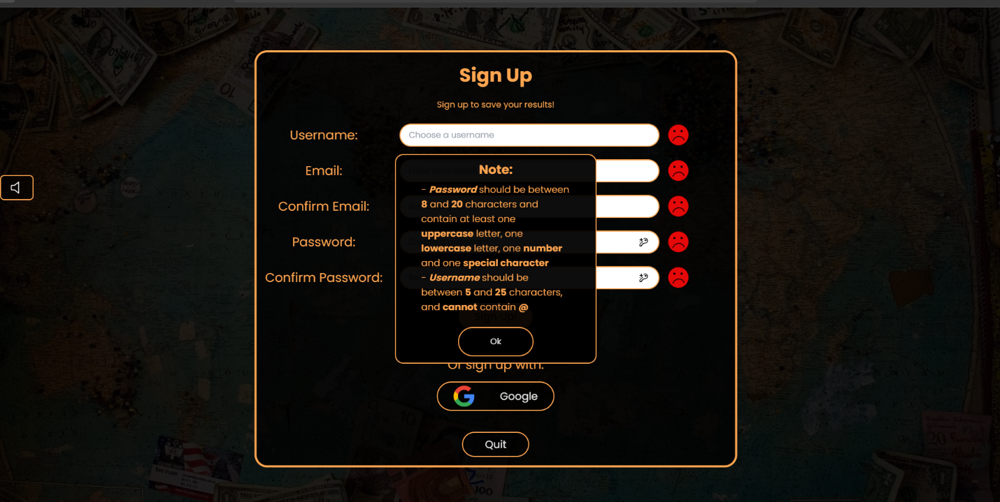 Sign Up
Sign up to save your results!
Username:
Choose a username
Email:
Confirm Email:
Password:
Confirm Password:
Note:
- Password should be between
8 and 20 characters and
contain at least one
uppercase letter, one
lowercase letter, one number
and one special character
- Username should be
between 5 and 25 characters,
and cannot contain @
Sign Up!
Ok
Or sign up with:
Google
Quit